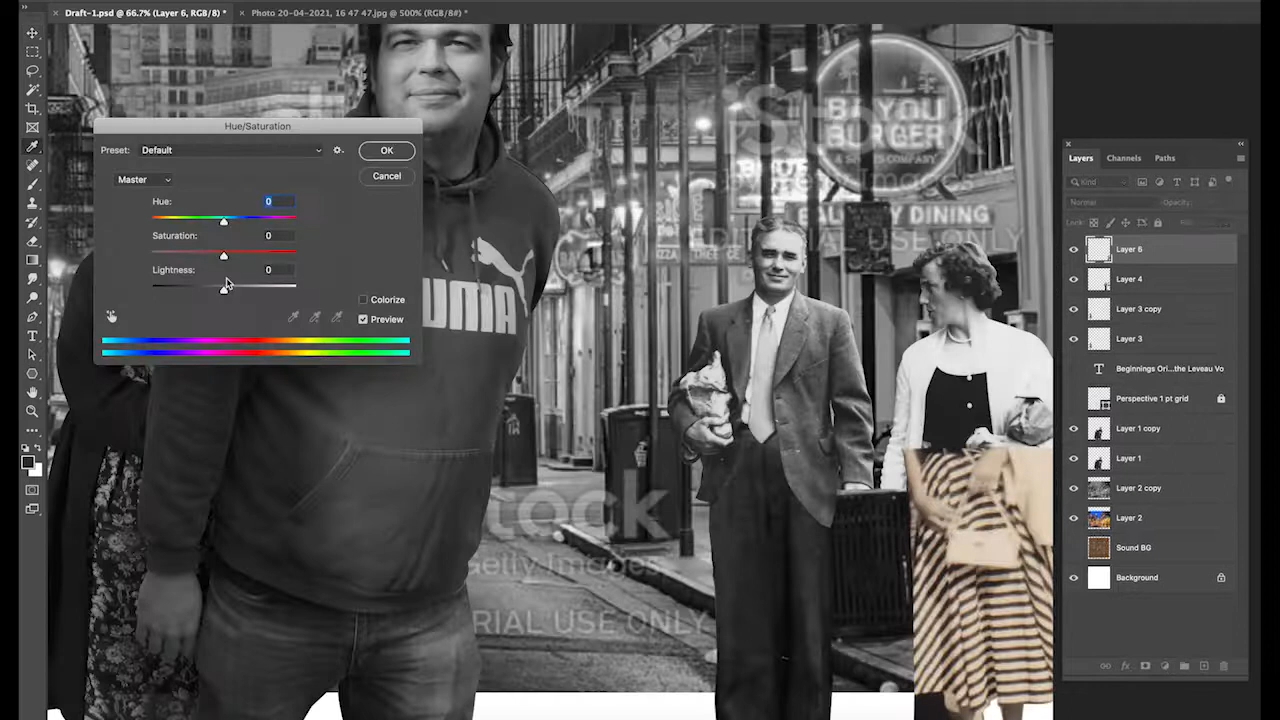 Draft-1.psd @ 66.7% (Layer 6, RGB/8) *
Photo 20-04-2021, 16 47 47.jpg @ 500% (RGB/8#) *
Hue/Saturation
Preset: Default
OK
Cancel
Master
Hue: 0
Saturation: 0
Lightness: 0
Colorize
Preview
PUMA
BAYOU
BURGER
& SPORTS COMPANY
DINING
Stock
Getty Images
EDITORIAL USE ONLY
stock
Getty Images
RIAL USE ONLY
Layers
Channels
Paths
Kind
Normal
Opacity:
Lock:
Layer 6
Layer 4
Layer 3 copy
Layer 3
Beginnings Ori...the Leveau Vo
Perspective 1 pt grid
Layer 1 copy
Layer 1
Layer 2 copy
Layer 2
Sound BG
Background